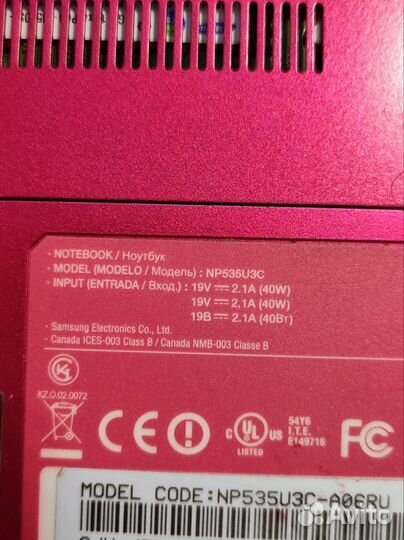 · NOTEBOOK / Ноутбук
· MODEL (MODELO / Модель) : NP535U3C
· INPUT (ENTRADA / Вход.) : 19V ⎓ 2.1A (40W)
19V ⎓ 2,1A (40W)
19В ⎓ 2.1A (40Вт)
· Samsung Electronics Co., Ltd.
· Canada ICES-003 Class B / Canada NMB-003 Classe B
KZ.O.02.0072
CE
C UL US
LISTED
54Y6
I.T.E.
E149716
FC
MODEL CODE:NP535U3C-A06RU
Avito